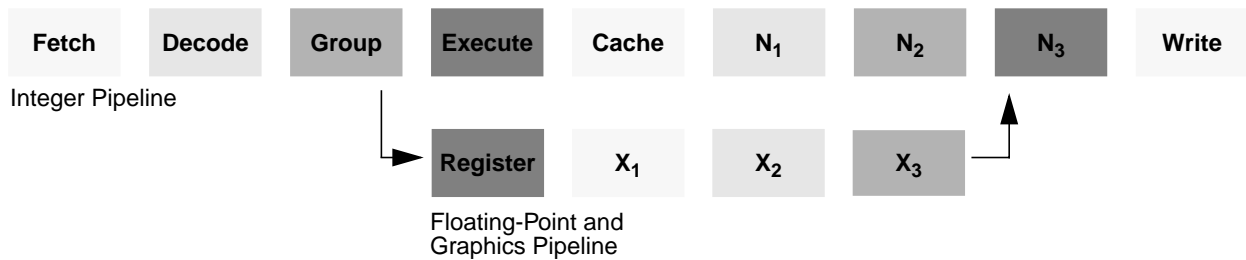 Fetch Decode Group Execute Cache N1 N2 N3 Write
Integer Pipeline
Register X1 X2 X3
Floating-Point and
Graphics Pipeline